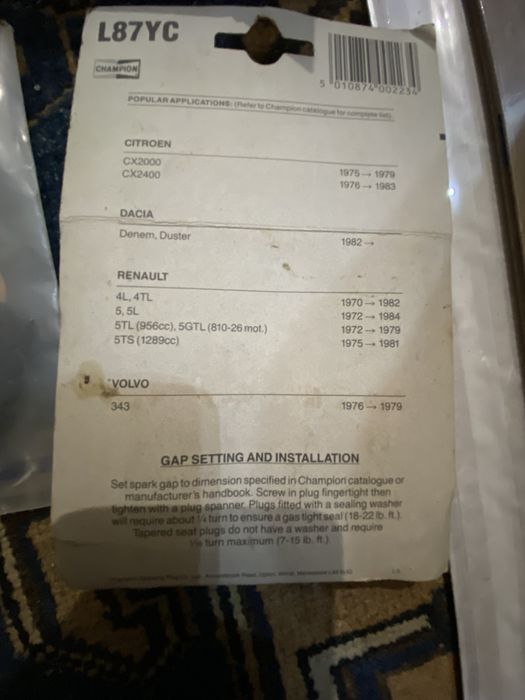 L87YC
CHAMPION
5 010874 002234
POPULAR APPLICATIONS: (Refer to Champion catalogue for complete list).
CITROEN
CX2000 1975→1979
CX2400 1976→1983
DACIA
Denem, Duster 1982→
RENAULT
4L, 4TL 1970→1982
5, 5L 1972→1984
5TL (956cc), 5GTL (810-26 mot.) 1972→1979
5TS (1289cc) 1975→1981
VOLVO
343 1976→1979
GAP SETTING AND INSTALLATION
Set spark gap to dimension specified in Champion catalogue or
manufacturer's handbook. Screw in plug fingertight then
tighten with a plug spanner. Plugs fitted with a sealing washer
will require about ¼ turn to ensure a gas tight seal (18-22 lb. ft.).
Tapered seat plugs do not have a washer and require
turn maximum (7-15 lb. ft.).